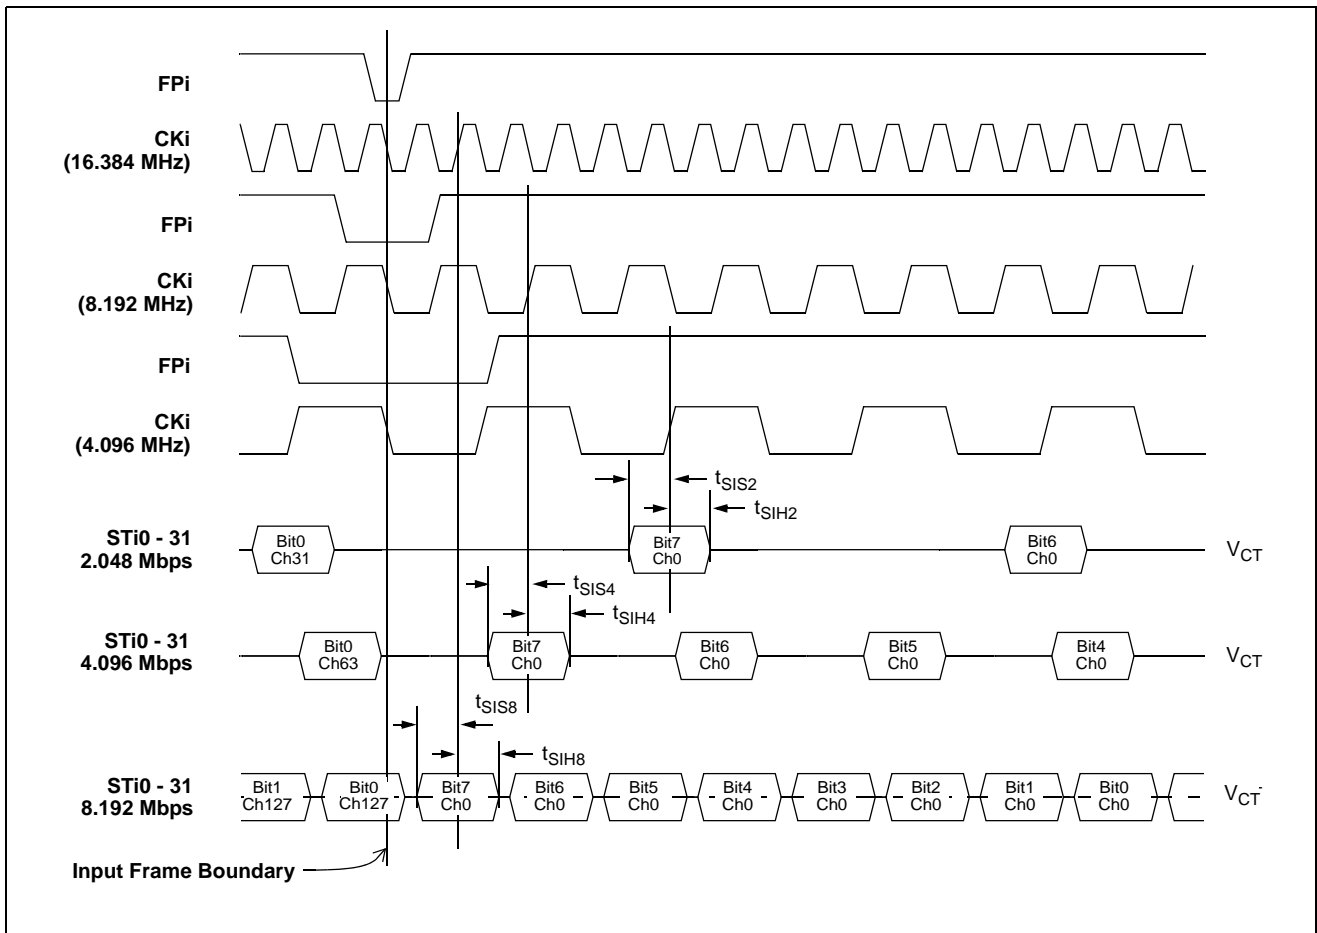 FPi
CKi
(16.384 MHz)
FPi
CKi
(8.192 MHz)
FPi
CKi
(4.096 MHz)
tSIS2
tSIH2
STi0 - 31
2.048 Mbps
Bit0
Ch31
Bit7
Ch0
Bit6
Ch0
VCT
tSIS4
tSIH4
STi0 - 31
4.096 Mbps
Bit0
Ch63
Bit7
Ch0
Bit6
Ch0
Bit5
Ch0
Bit4
Ch0
VCT
tSIS8
tSIH8
STi0 - 31
8.192 Mbps
Bit1
Ch127
Bit0
Ch127
Bit7
Ch0
Bit6
Ch0
Bit5
Ch0
Bit4
Ch0
Bit3
Ch0
Bit2
Ch0
Bit1
Ch0
Bit0
Ch0
VCT
Input Frame Boundary